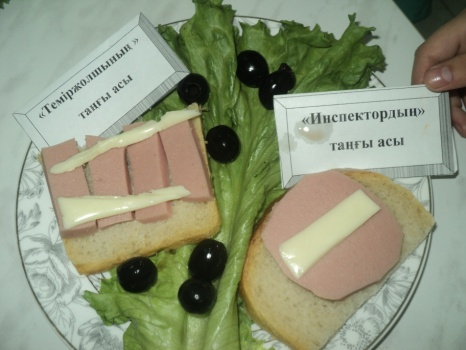 «Теміржолшының »
таңғы асы
«Инспектордың»
таңғы асы